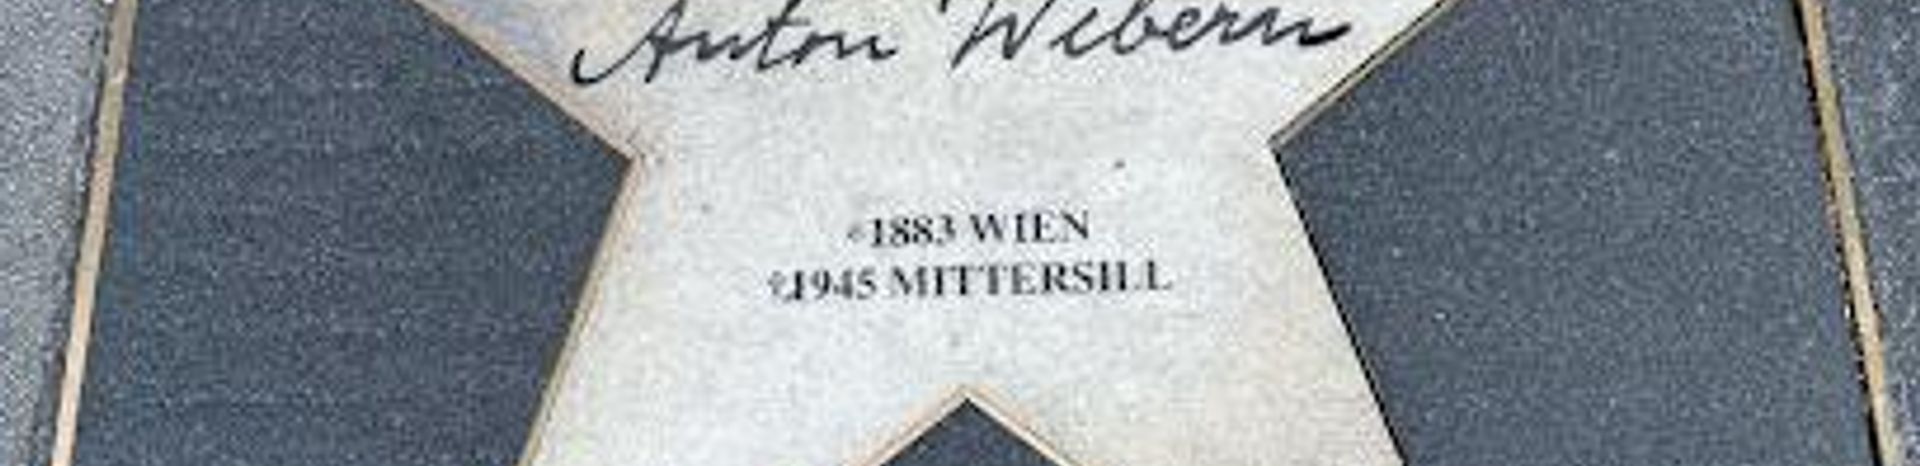 Anton Webern
*1883 WIEN
†1945 MITTERSILL